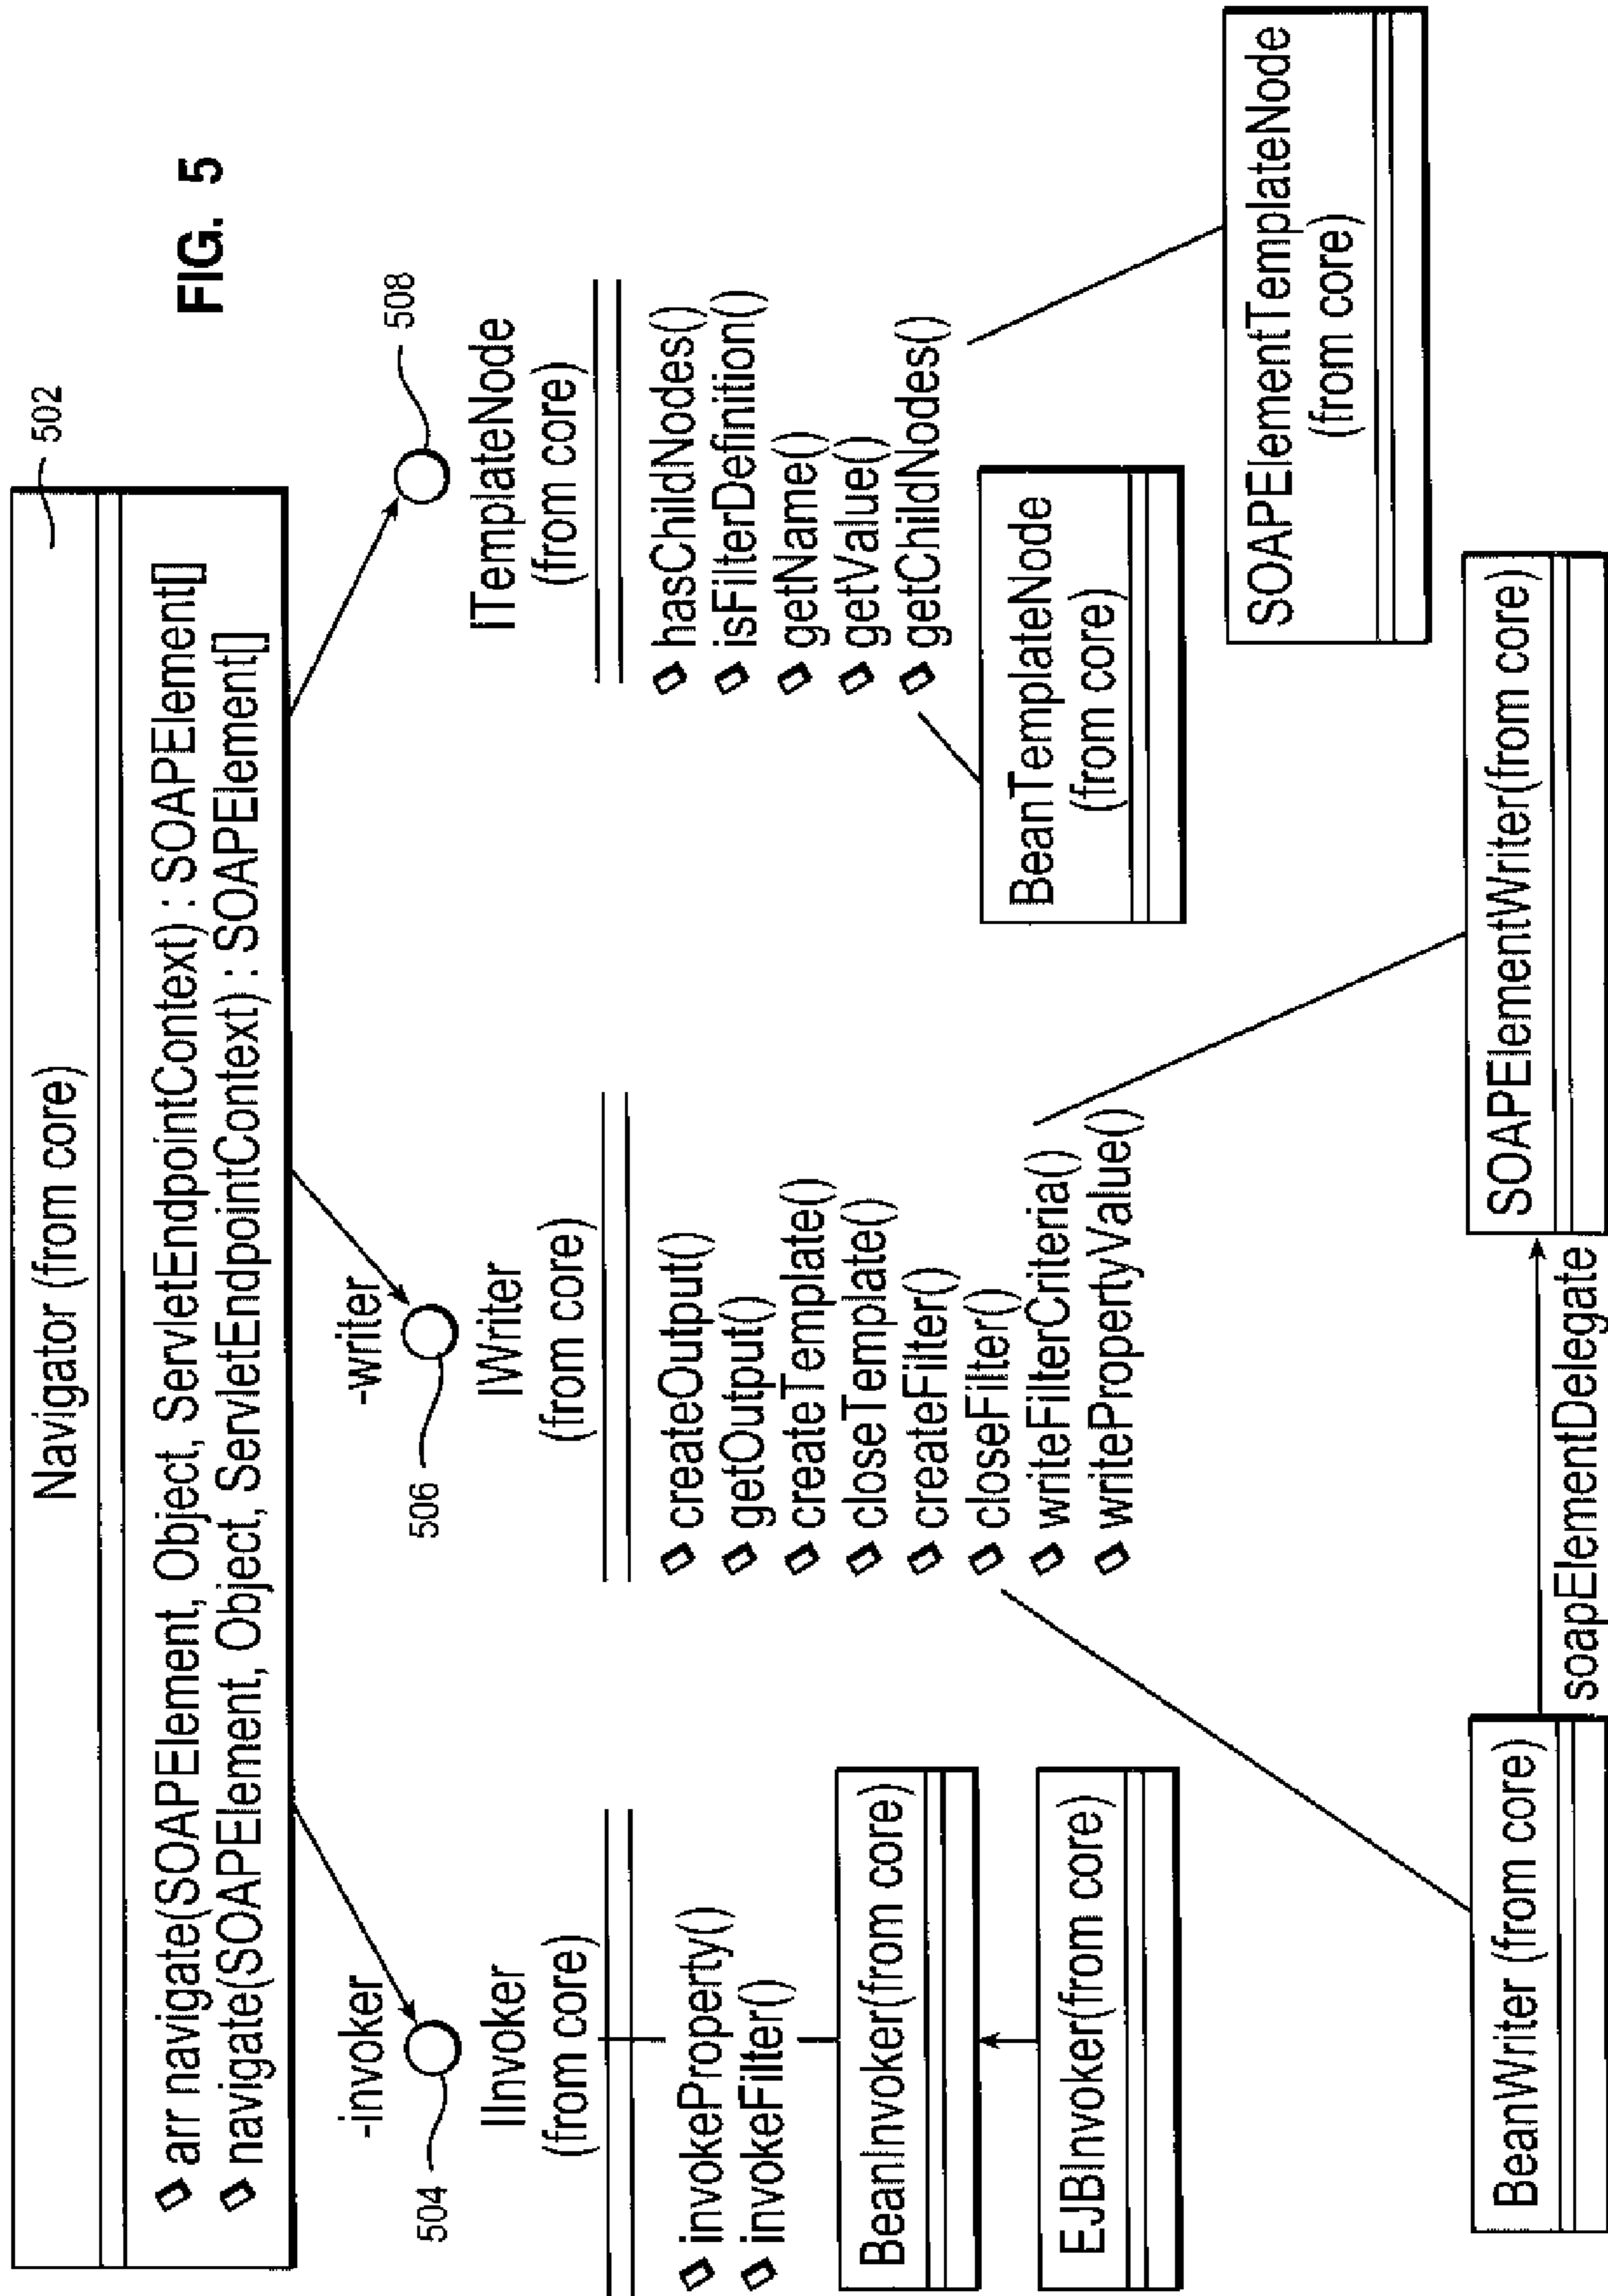 FIG. 5
Navigator (from core)
502
arr navigate(SOAPElement, Object, ServletEndpointContext) : SOAPElement[]
navigate(SOAPElement, Object, ServletEndpointContext) : SOAPElement[]
-invoker
504
IInvoker
(from core)
invokeProperty()
invokeFilter()
BeanInvoker(from core)
EJBInvoker(from core)
-writer
506
IWriter
(from core)
createOutput()
getOutput()
createTemplate()
closeTemplate()
createFilter()
closeFilter()
writeFilterCriteria()
writePropertyValue()
508
ITemplateNode
(from core)
hasChildNodes()
isFilterDefinition()
getName()
getValue()
getChildNodes()
BeanTemplateNode
(from core)
SOAPElementTemplateNode
(from core)
BeanWriter (from core)
soapElementDelegate
SOAPElementWriter(from core)